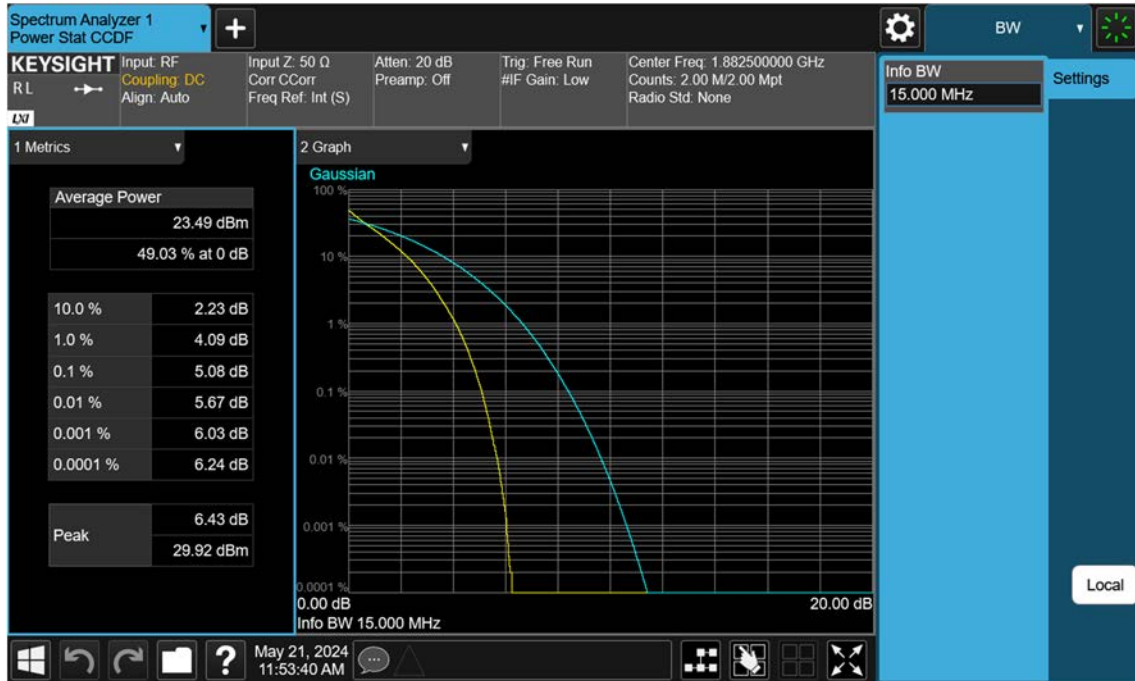 Spectrum Analyzer 1
Power Stat CCDF
+
BW
KEYSIGHT
R L
LXI
Input: RF
Coupling: DC
Align: Auto
Input Z: 50 Ω
Corr CCorr
Freq Ref: Int (S)
Atten: 20 dB
Preamp: Off
Trig: Free Run
#IF Gain: Low
Center Freq: 1.882500000 GHz
Counts: 2.00 M/2.00 Mpt
Radio Std: None
Info BW
15.000 MHz
Settings
1 Metrics
Average Power
23.49 dBm
49.03 % at 0 dB
10.0 % 2.23 dB
1.0 % 4.09 dB
0.1 % 5.08 dB
0.01 % 5.67 dB
0.001 % 6.03 dB
0.0001 % 6.24 dB
Peak
6.43 dB
29.92 dBm
2 Graph
Gaussian
100 %
10 %
1 %
0.1 %
0.01 %
0.001 %
0.0001 %
0.00 dB 20.00 dB
Info BW 15.000 MHz
Local
?
May 21, 2024
11:53:40 AM